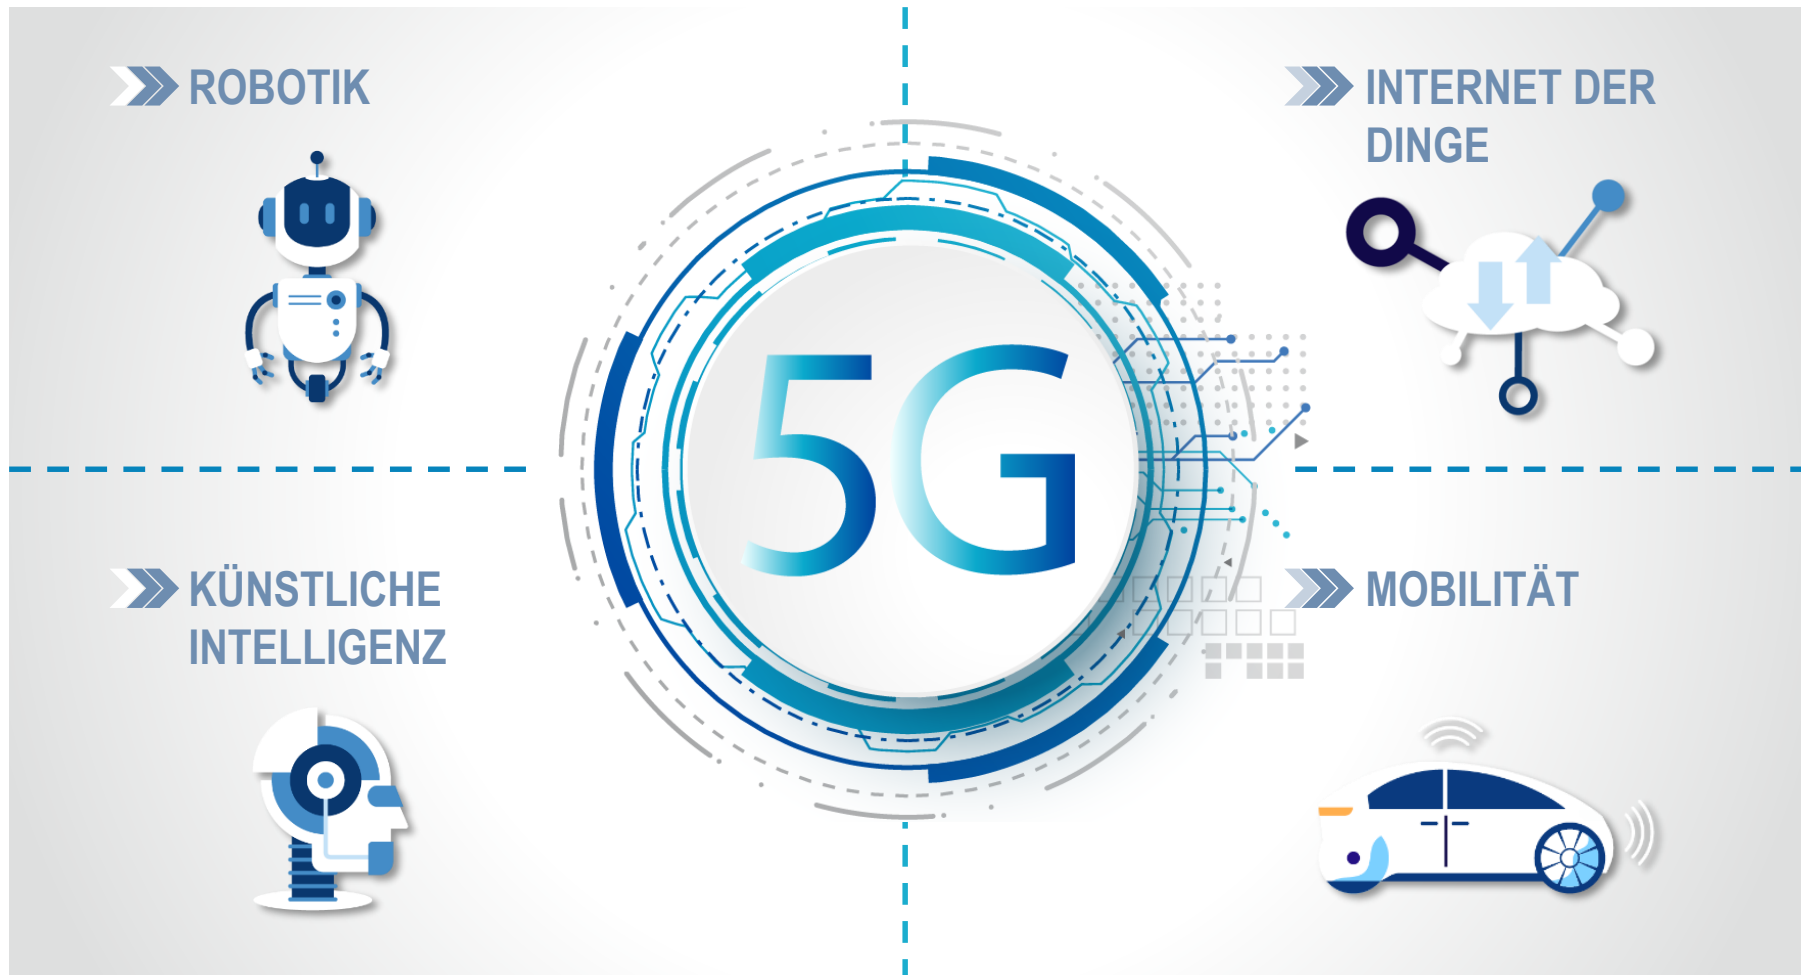 ROBOTIK
INTERNET DER
DINGE
5G
KÜNSTLICHE
INTELLIGENZ
MOBILITÄT